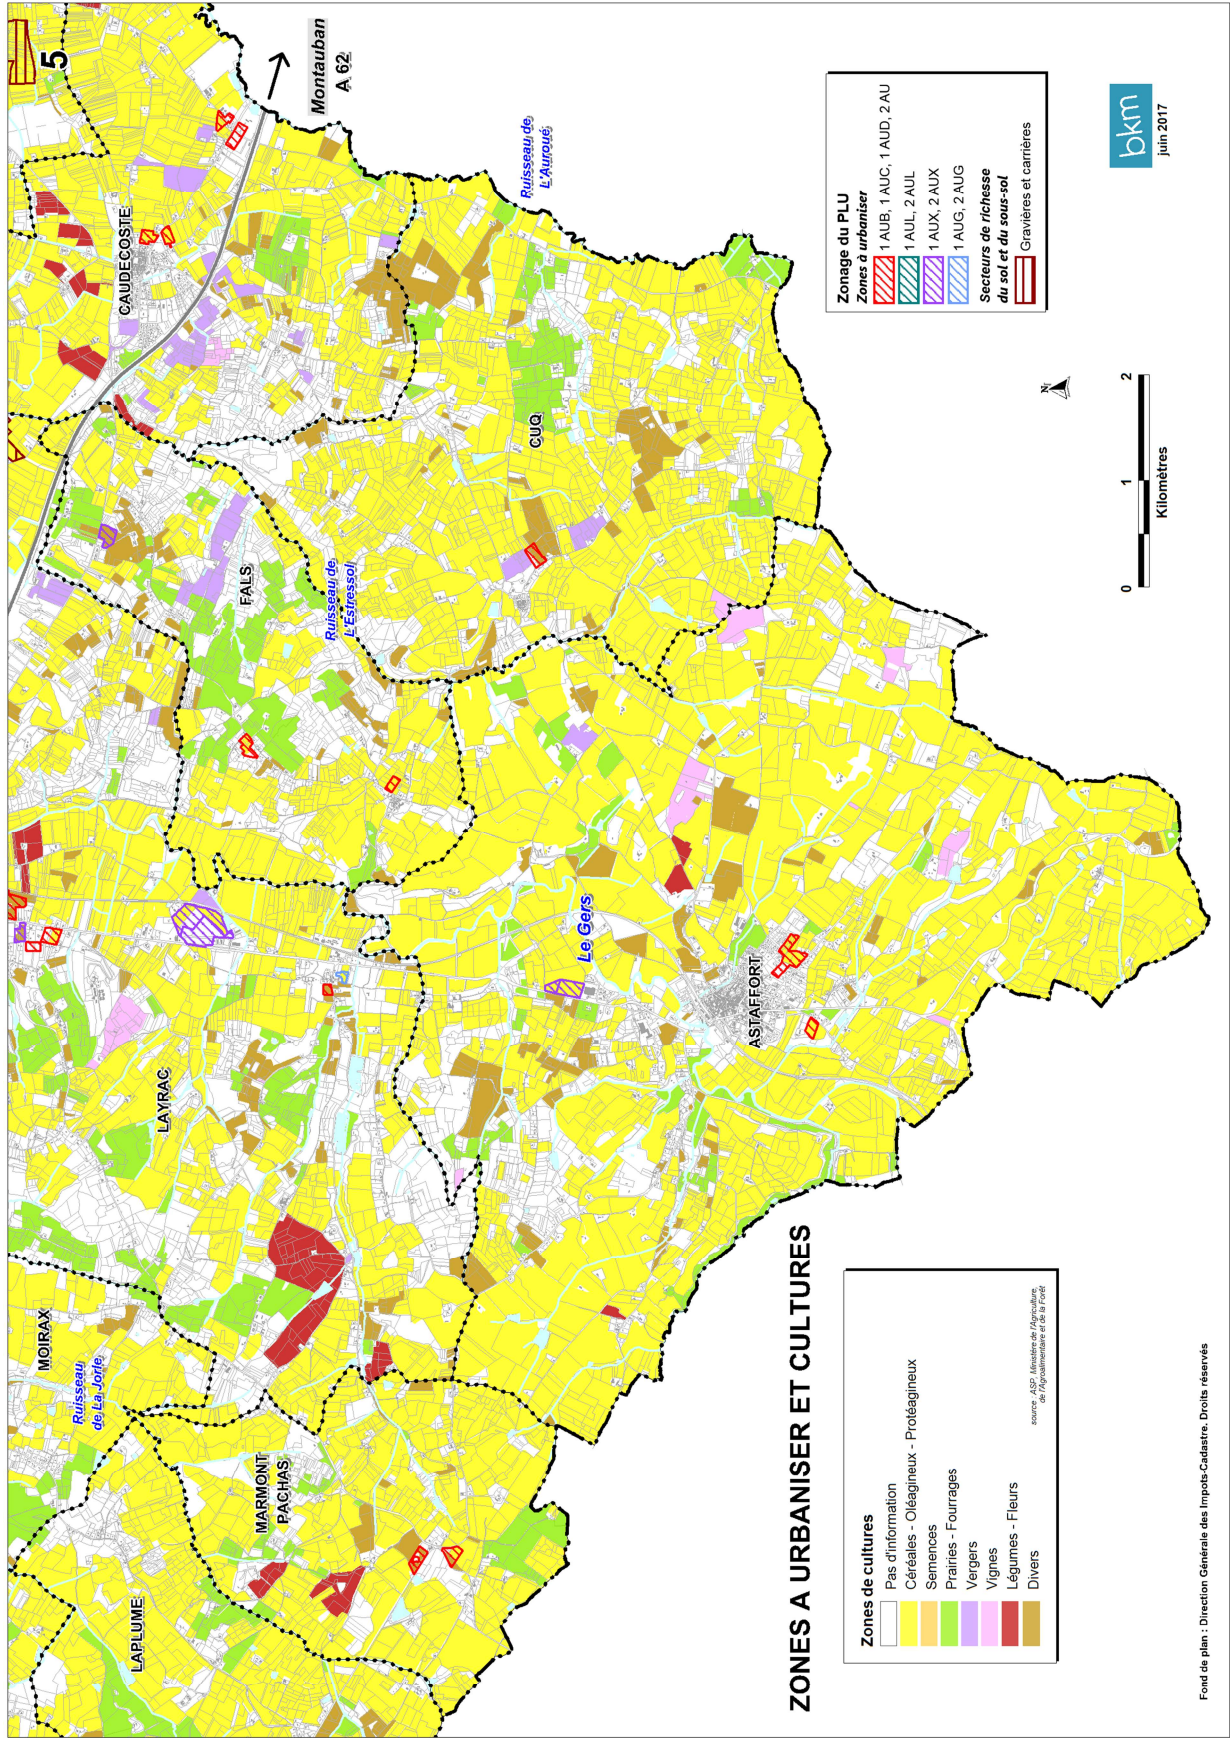 5
Montauban
A 62
CAUDECOSTE
Ruisseau de
L'Auroué
CUQ
FALS
Ruisseau de
L'Estressol
Le Gers
ASTAFFORT
LAYRAC
MOIRAX
Ruisseau
de La Jorle
MARMONT
PACHAS
LAPLUME
ZONES A URBANISER ET CULTURES
Zones de cultures
Pas d'information
Céréales - Oléagineux - Protéagineux
Semences
Prairies - Fourrages
Vergers
Vignes
Légumes - Fleurs
Divers
source : ASP, Ministère de l'Agriculture,
de l'Agroalimentaire et de la Forêt
Zonage du PLU
Zones à urbaniser
1 AUB, 1 AUC, 1 AUD, 2 AU
1 AUL, 2 AUL
1 AUX, 2 AUX
1 AUG, 2 AUG
Secteurs de richesse
du sol et du sous-sol
Gravières et carrières
N
0 1 2
Kilomètres
bkm
juin 2017
Fond de plan : Direction Générale des Impots-Cadastre. Droits réservés